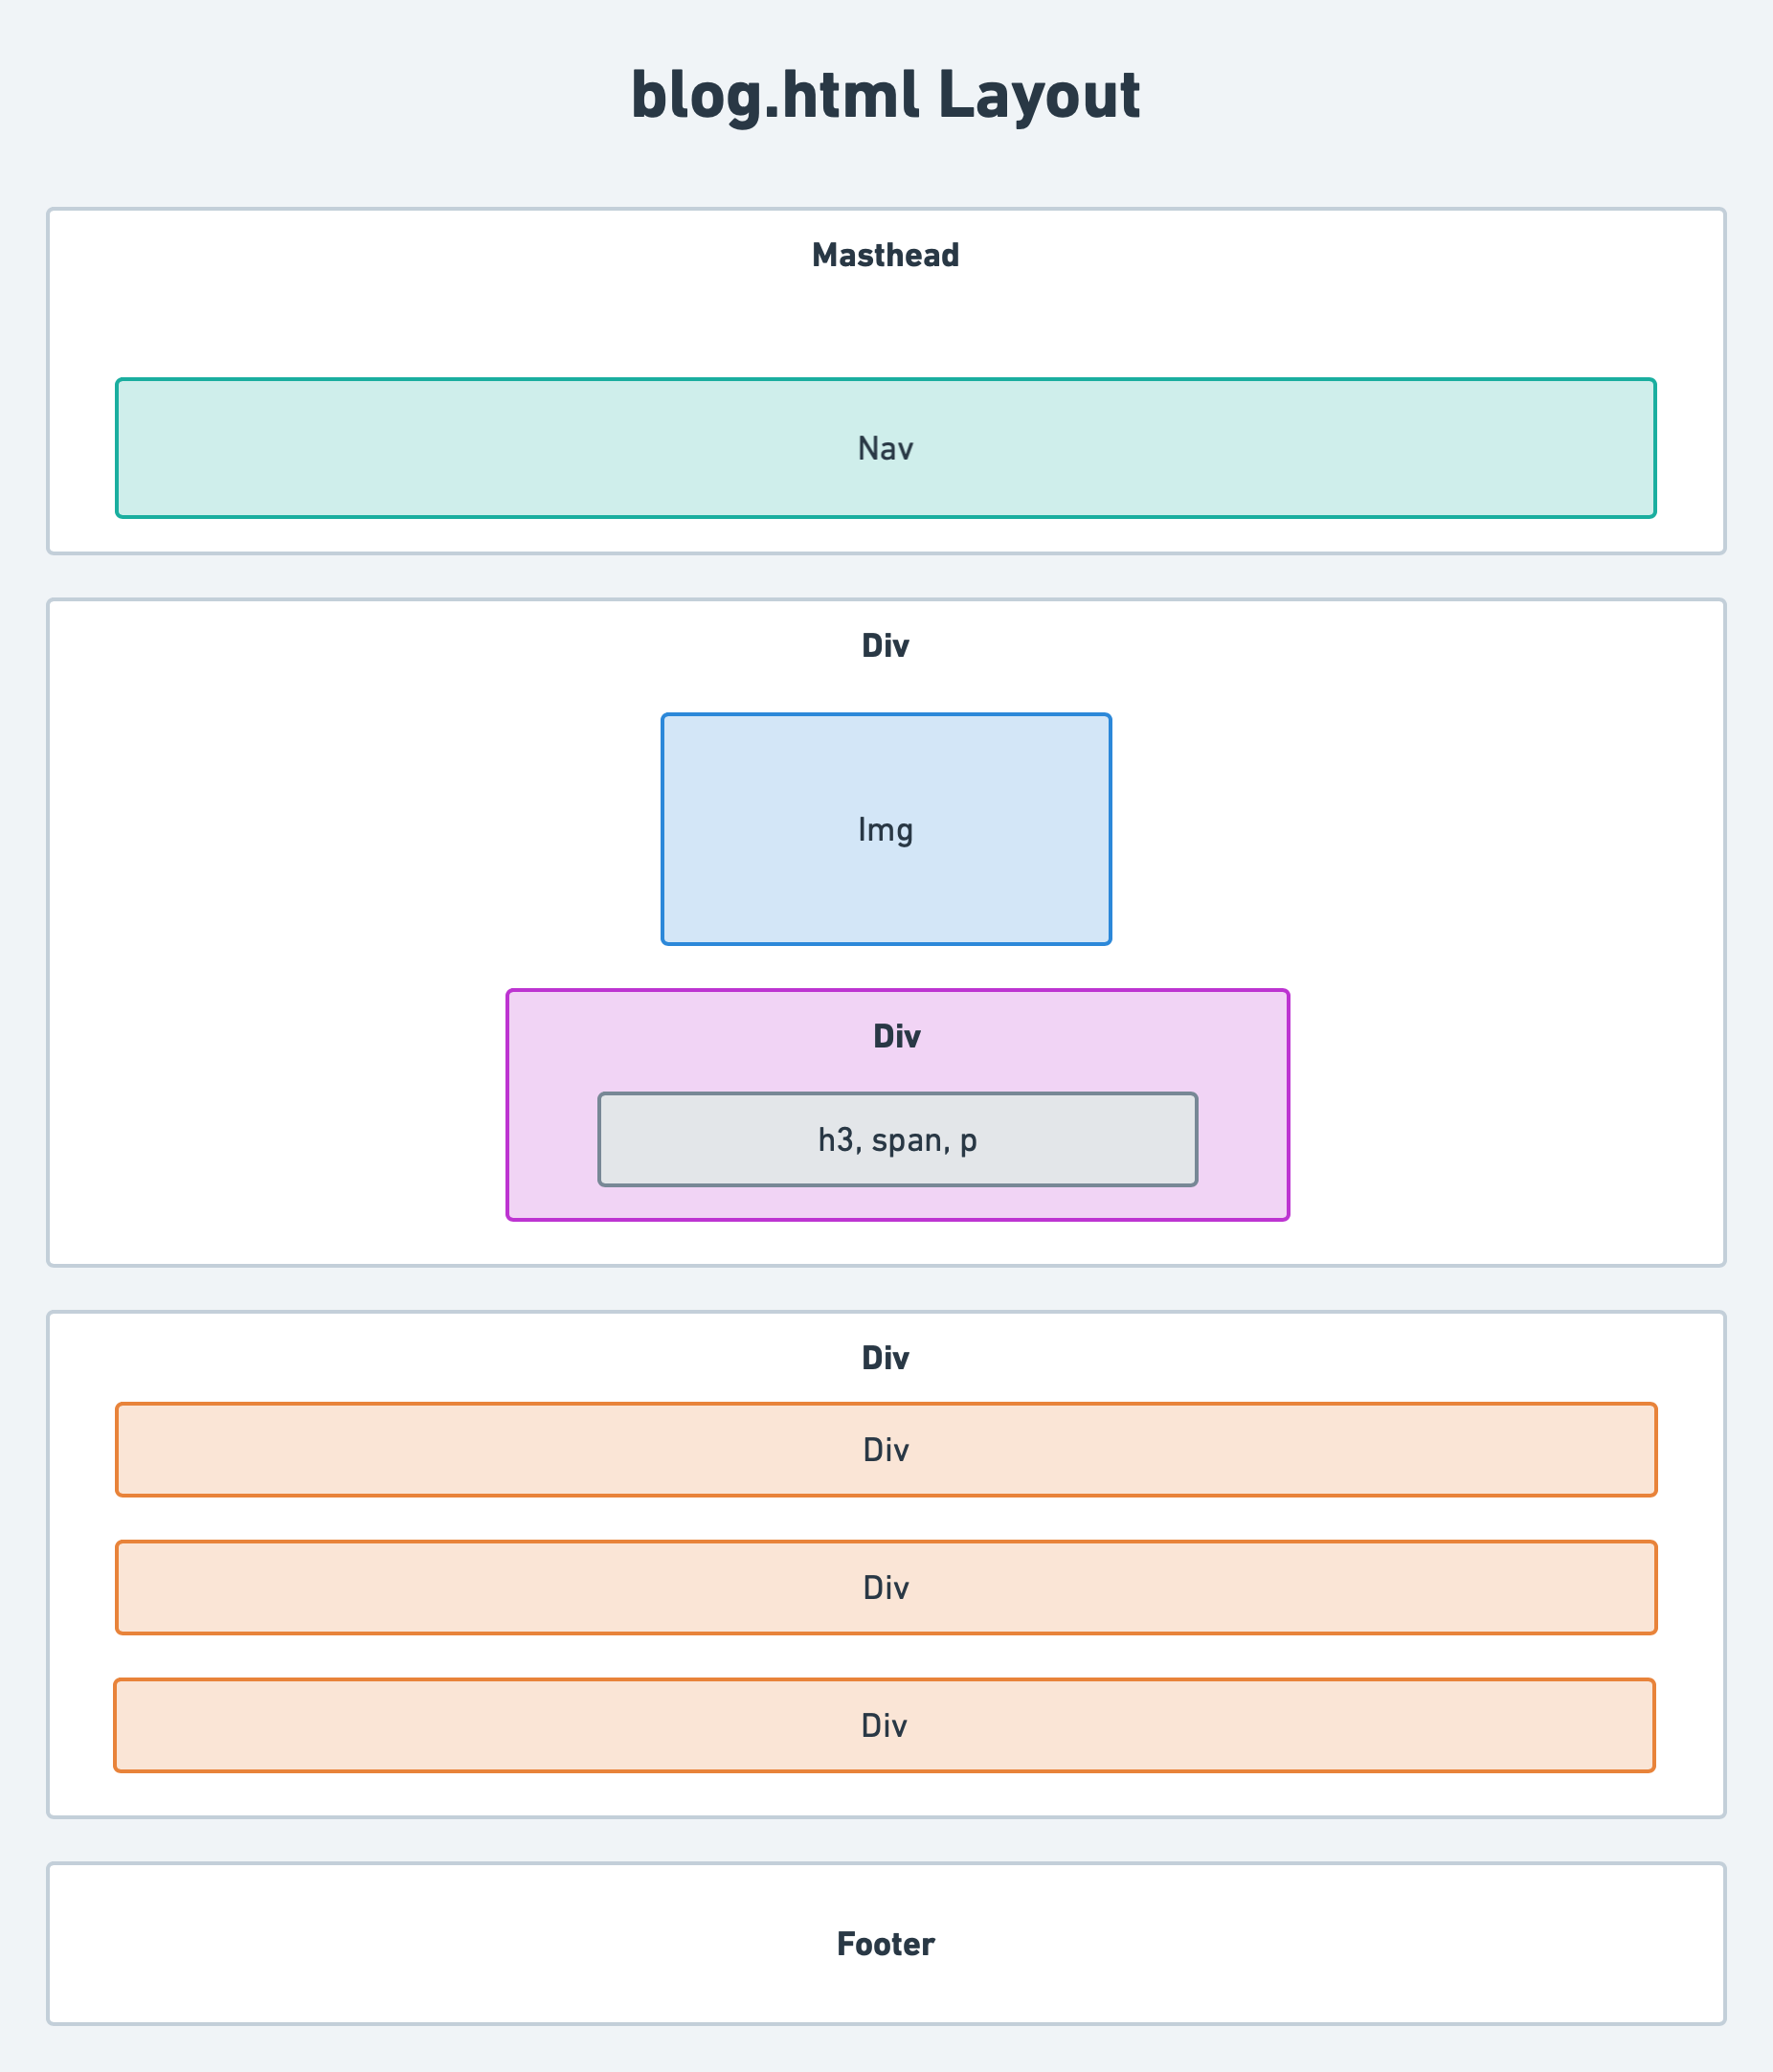 blog.html Layout
Masthead
Nav
Div
Img
Div
h3, span, p
Div
Div
Div
Div
Footer